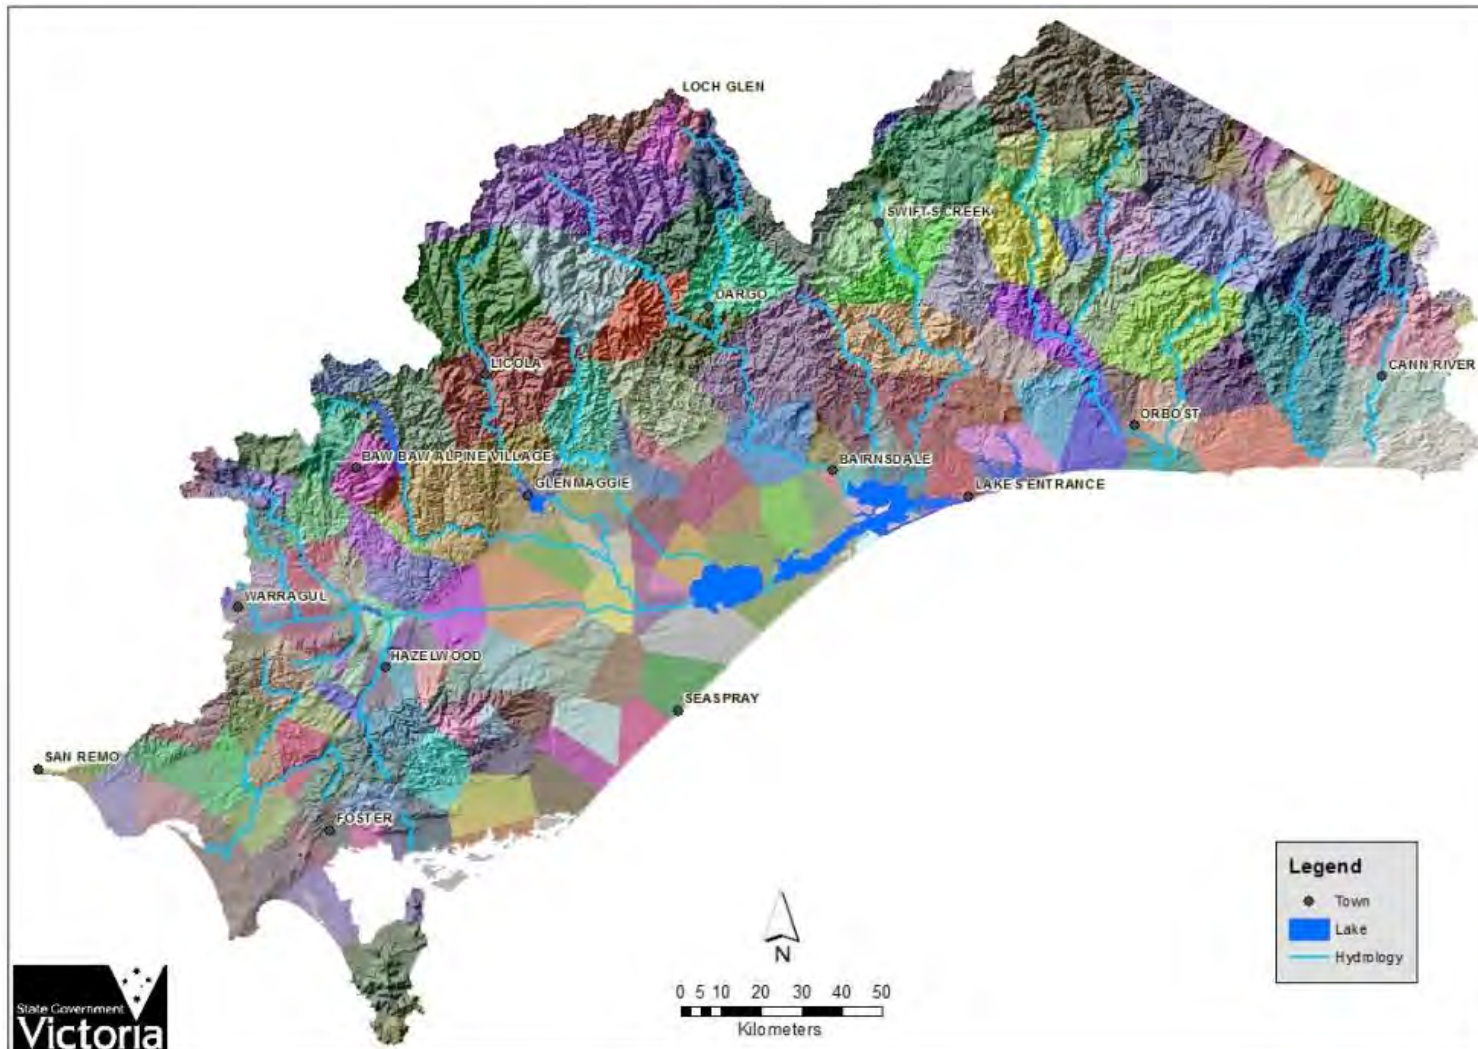 LOCH GLEN
SWIFTS CREEK
DARGO
LICOLA
CANN RIVER
ORBOST
BAW BAW ALPINE VILLAGE
BAIRNSDALE
GLENMAGGIE
LAKES ENTRANCE
WARRAGUL
HAZELWOOD
SEASPRAY
SAN REMO
FOSTER
Legend
Town
Lake
Hydrology
N
0 5 10 20 30 40 50
Kilometers
State Government
Victoria